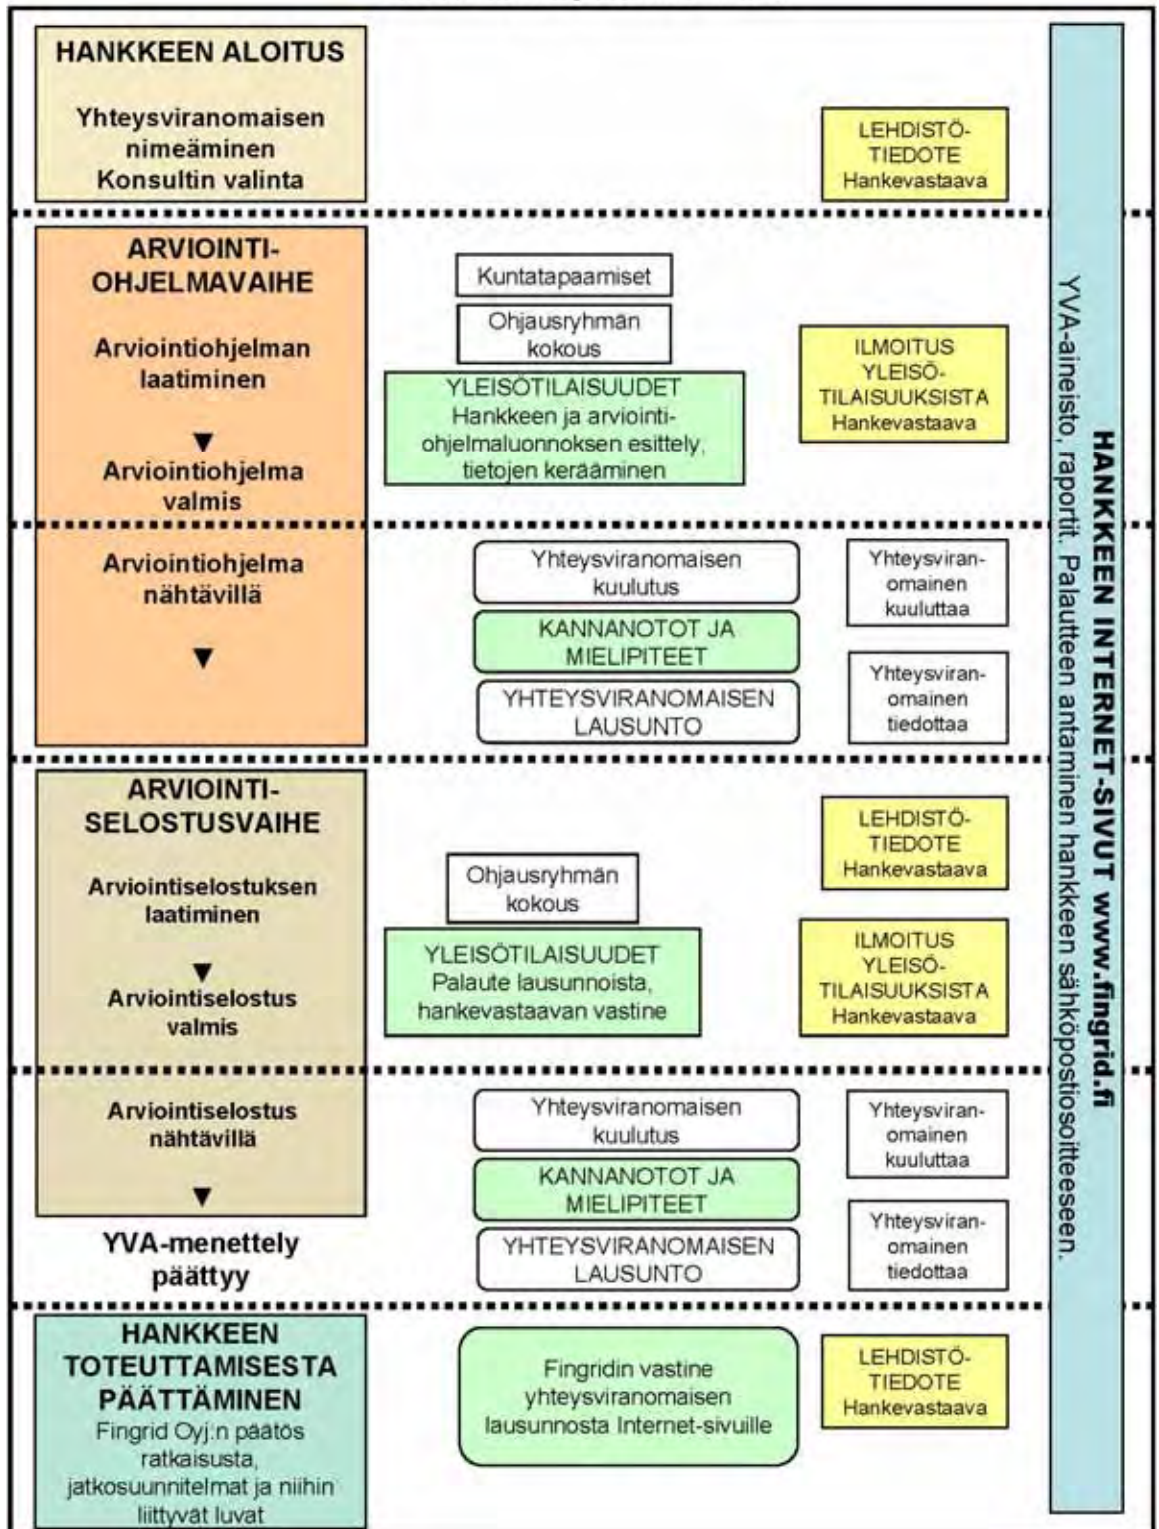 HANKKEEN ALOITUS
Yhteysviranomaisen
nimeäminen
Konsultin valinta
LEHDISTÖ-
TIEDOTE
Hankevastaava
ARVIOINTI-
OHJELMAVAIHE
Arviointiohjelman
laatiminen
▼
Arviointiohjelma
valmis
Kuntatapaamiset
Ohjausryhmän
kokous
YLEISÖTILAISUUDET
Hankkeen ja arviointi-
ohjelmaluonnoksen esittely,
tietojen kerääminen
ILMOITUS
YLEISÖ-
TILAISUUKSISTA
Hankevastaava
Arviointiohjelma
nähtävillä
▼
Yhteysviranomaisen
kuulutus
KANNANOTOT JA
MIELIPITEET
YHTEYSVIRANOMAISEN
LAUSUNTO
Yhteysviran-
omainen
kuuluttaa
Yhteysviran-
omainen
tiedottaa
ARVIOINTI-
SELOSTUSVAIHE
Arviointiselostuksen
laatiminen
▼
Arviointiselostus
valmis
Ohjausryhmän
kokous
YLEISÖTILAISUUDET
Palaute lausunnoista,
hankevastaavan vastine
LEHDISTÖ-
TIEDOTE
Hankevastaava
ILMOITUS
YLEISÖ-
TILAISUUKSISTA
Hankevastaava
Arviointiselostus
nähtävillä
▼
YVA-menettely
päättyy
Yhteysviranomaisen
kuulutus
KANNANOTOT JA
MIELIPITEET
YHTEYSVIRANOMAISEN
LAUSUNTO
Yhteysviran-
omainen
kuuluttaa
Yhteysviran-
omainen
tiedottaa
HANKKEEN
TOTEUTTAMISESTA
PÄÄTTÄMINEN
Fingrid Oyj:n päätös
ratkaisusta,
jatkosuunnitelmat ja niihin
liittyvät luvat
Fingridin vastine
yhteysviranomaisen
lausunnosta Internet-sivuille
LEHDISTÖ-
TIEDOTE
Hankevastaava
HANKKEEN INTERNET-SIVUT www.fingrid.fi
YVA-aineisto, raportit. Palautteen antaminen hankkeen sähköpostiosoitteeseen.